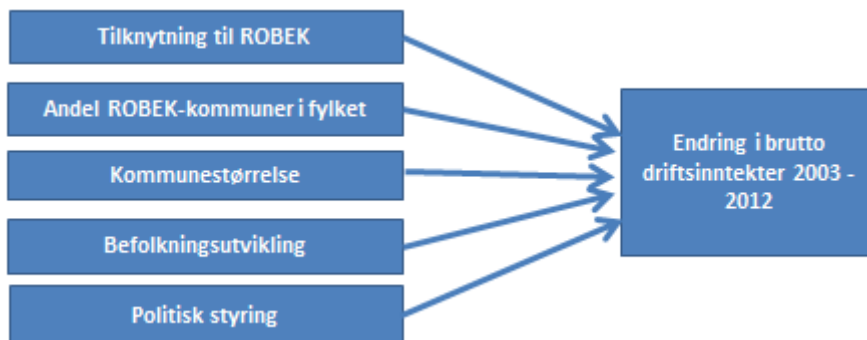 Tilknytning til ROBEK
Andel ROBEK-kommuner i fylket
Kommunestørrelse
Befolkningsutvikling
Politisk styring
Endring i brutto
driftsinntekter 2003 -
2012